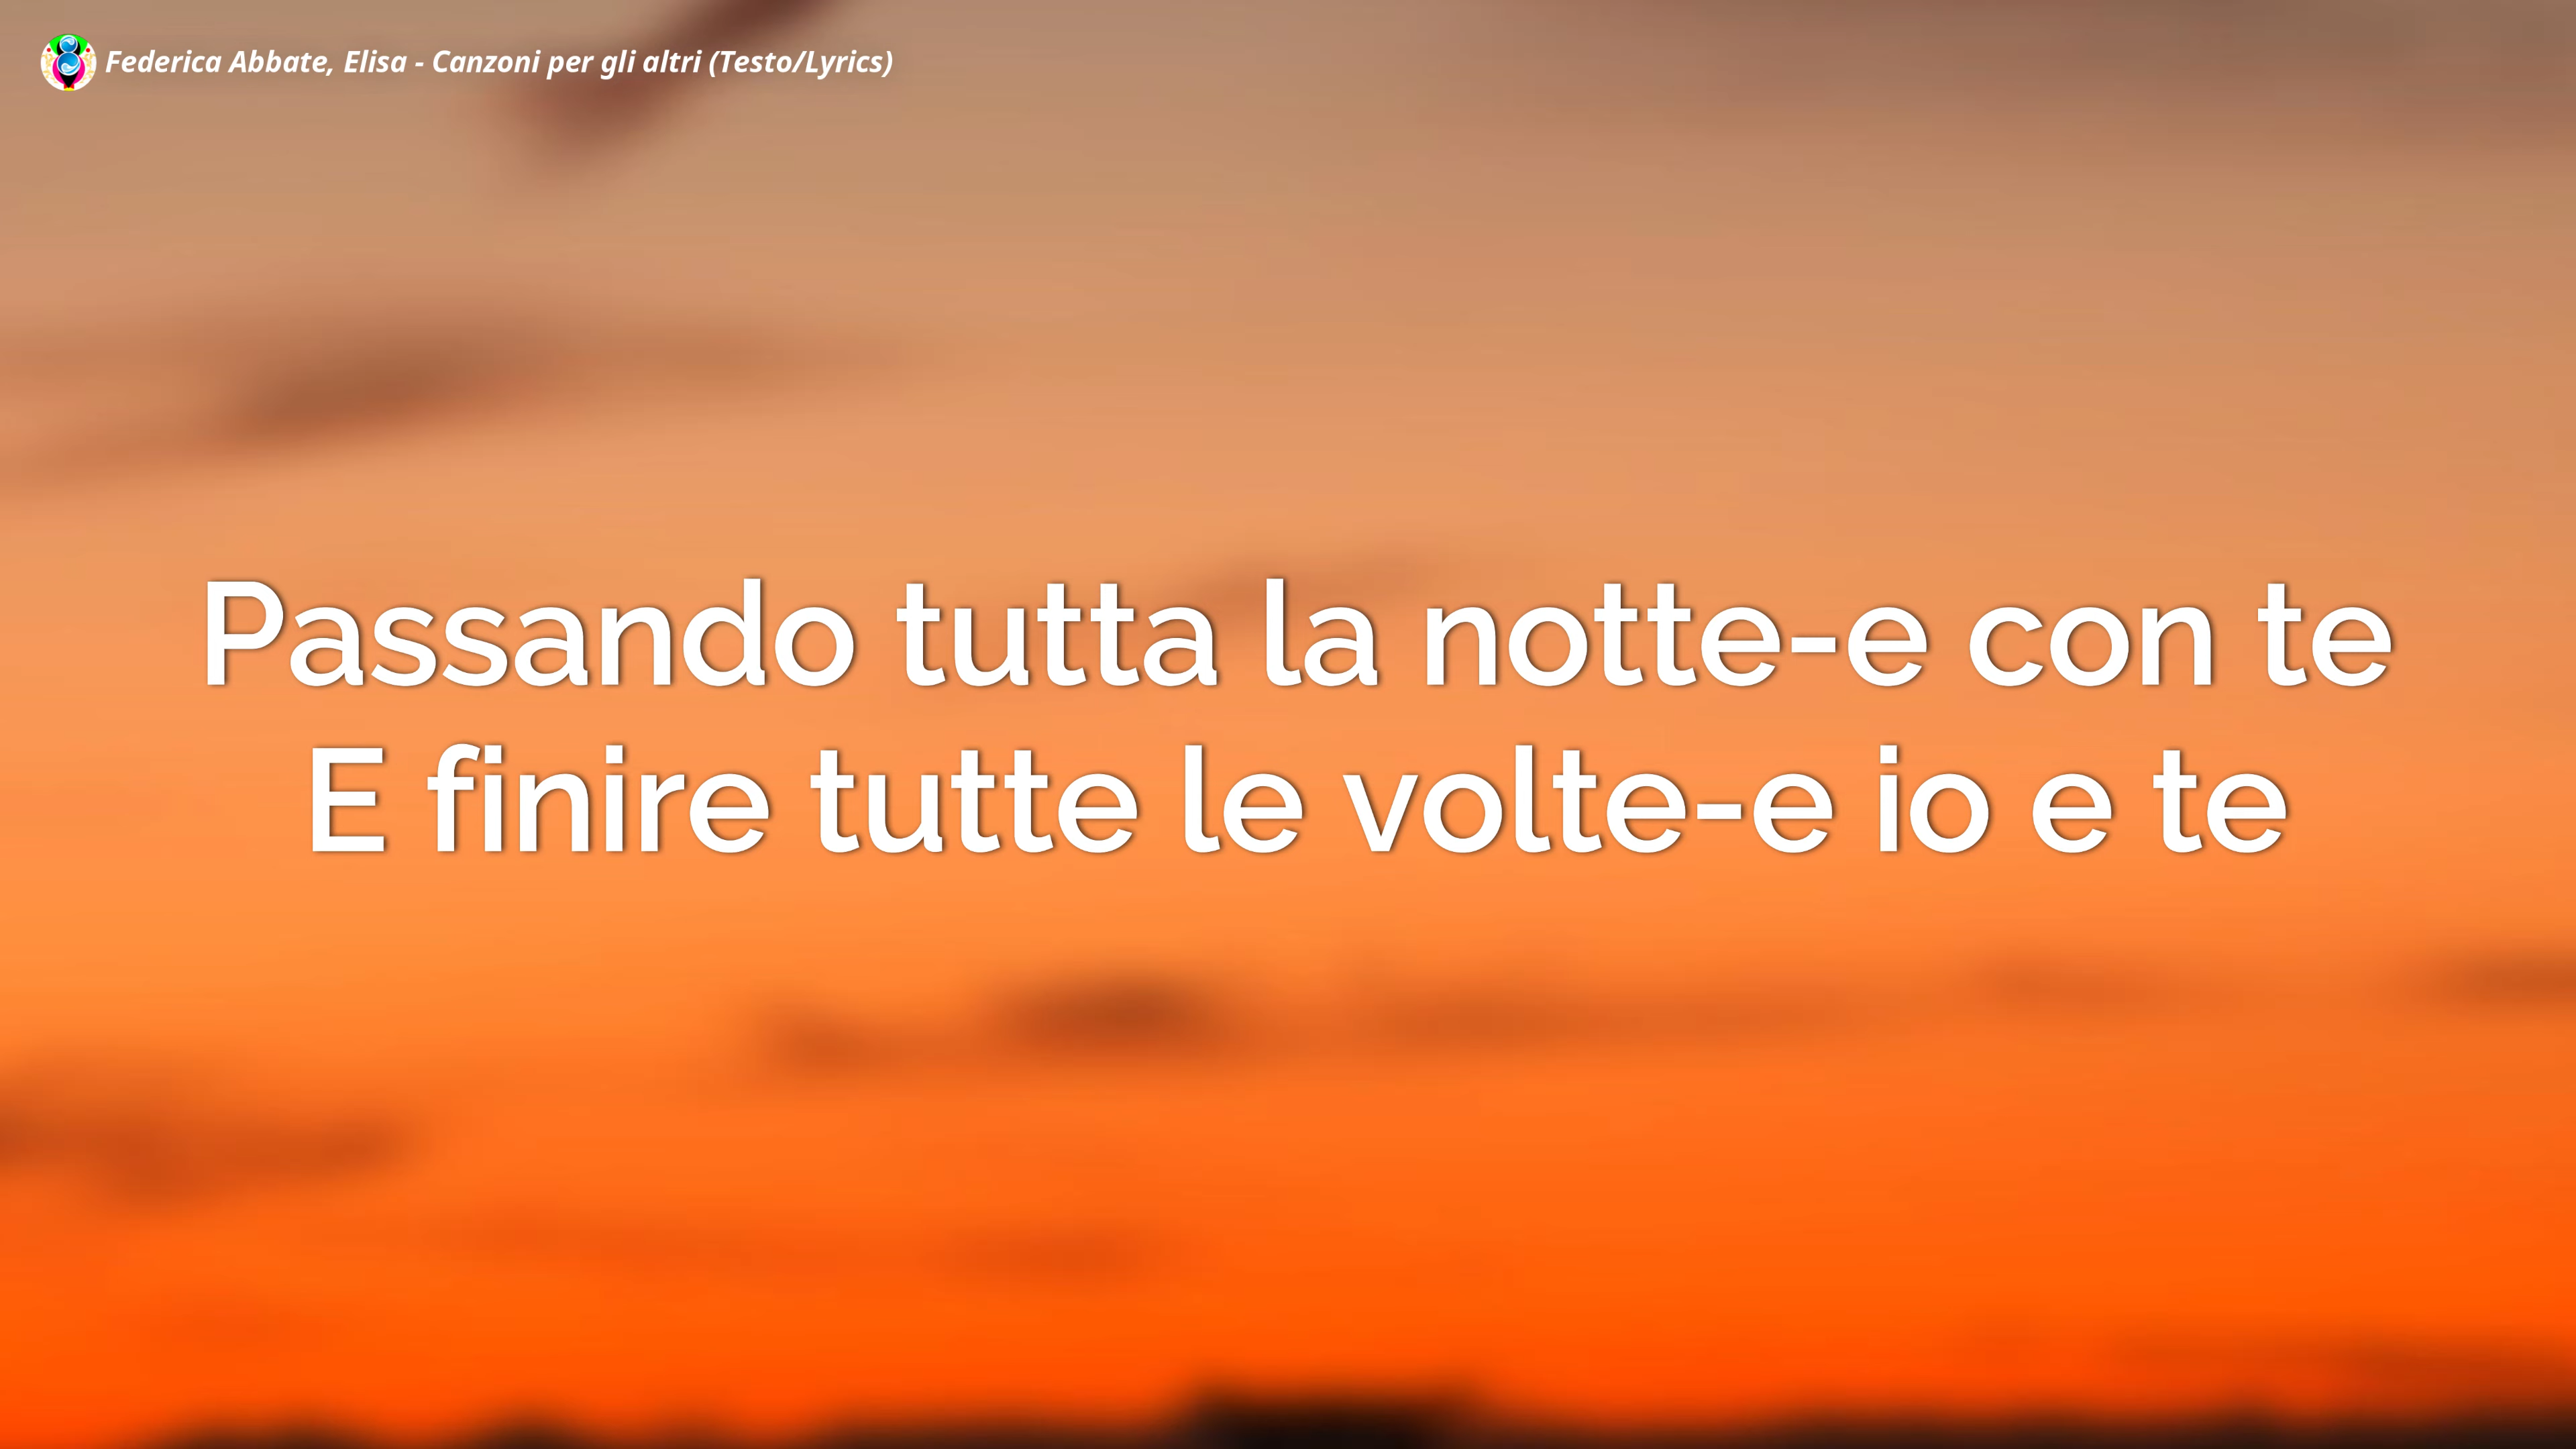 Federica Abbate, Elisa - Canzoni per gli altri (Testo/Lyrics)
Passando tutta la notte-e con te
E finire tutte le volte-e io e te